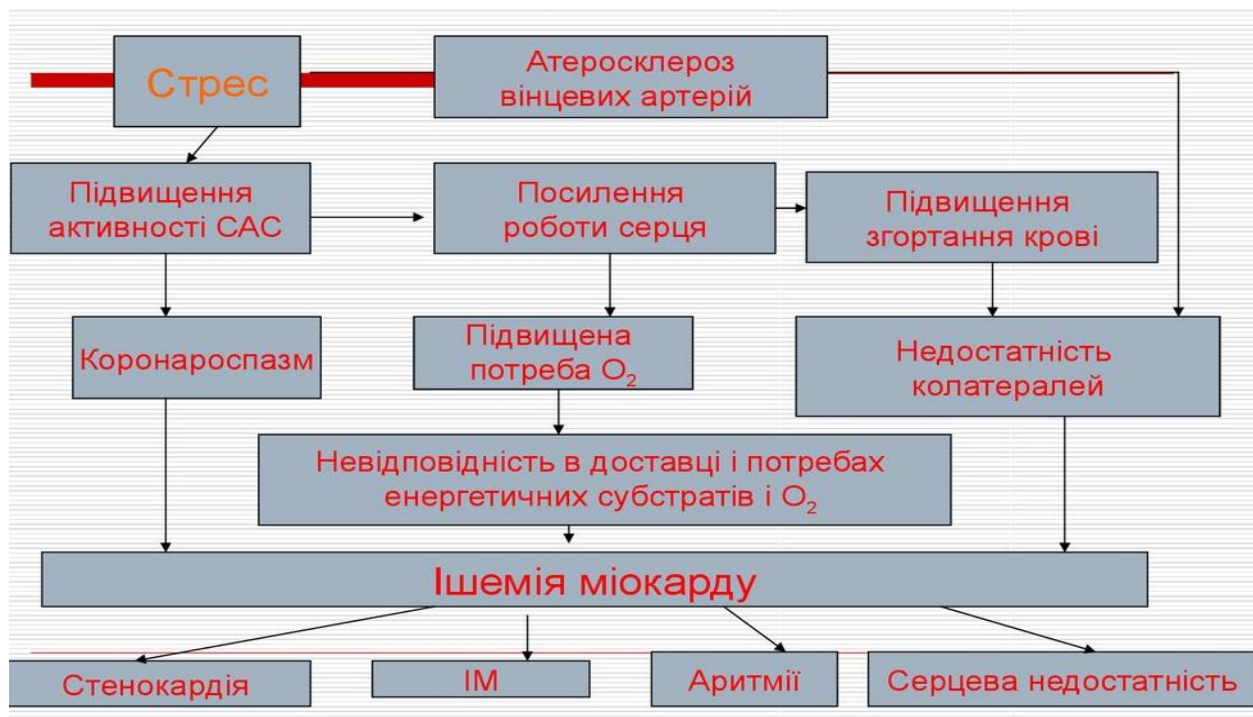 Стрес
Атеросклероз
вінцевих артерій
Підвищення
активності САС
Посилення
роботи серця
Підвищення
згортання крові
Коронароспазм
Підвищена
потреба О₂
Недостатність
колатералей
Невідповідність в доставці і потребах
енергетичних субстратів і О₂
Ішемія міокарду
Стенокардія
ІМ
Аритмії
Серцева недостатність